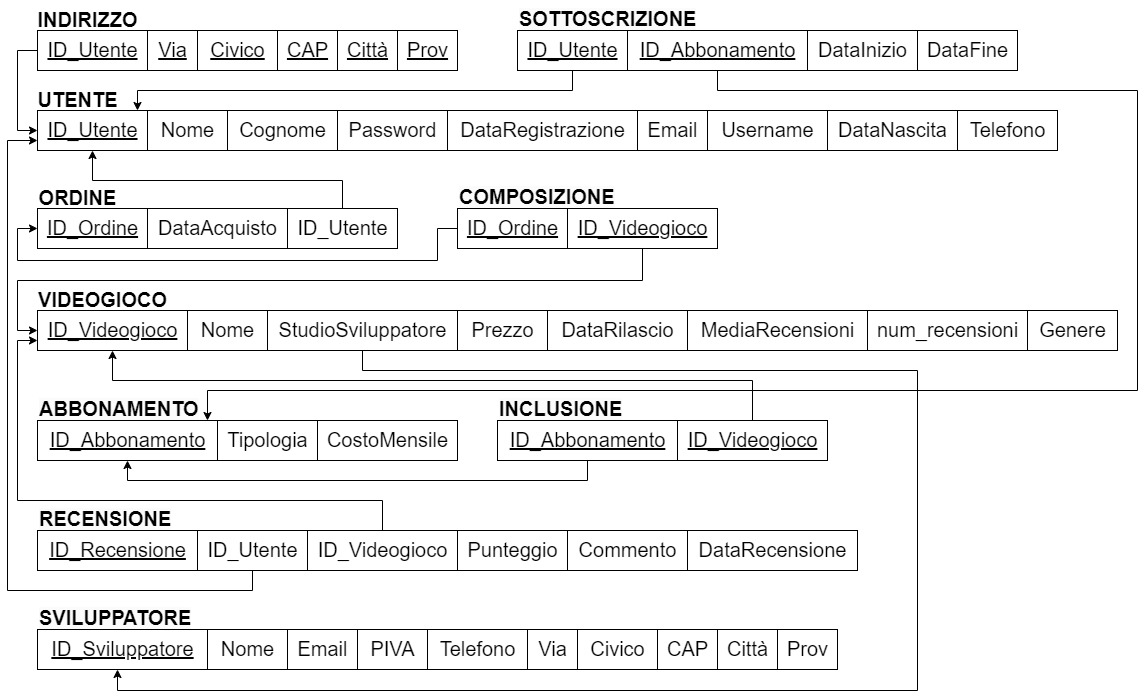 INDIRIZZO
ID_Utente Via Civico CAP Città Prov
SOTTOSCRIZIONE
ID_Utente ID_Abbonamento DataInizio DataFine
UTENTE
ID_Utente Nome Cognome Password DataRegistrazione Email Username DataNascita Telefono
ORDINE
ID_Ordine DataAcquisto ID_Utente
COMPOSIZIONE
ID_Ordine ID_Videogioco
VIDEOGIOCO
ID_Videogioco Nome StudioSviluppatore Prezzo DataRilascio MediaRecensioni num_recensioni Genere
ABBONAMENTO
ID_Abbonamento Tipologia CostoMensile
INCLUSIONE
ID_Abbonamento ID_Videogioco
RECENSIONE
ID_Recensione ID_Utente ID_Videogioco Punteggio Commento DataRecensione
SVILUPPATORE
ID_Sviluppatore Nome Email PIVA Telefono Via Civico CAP Città Prov